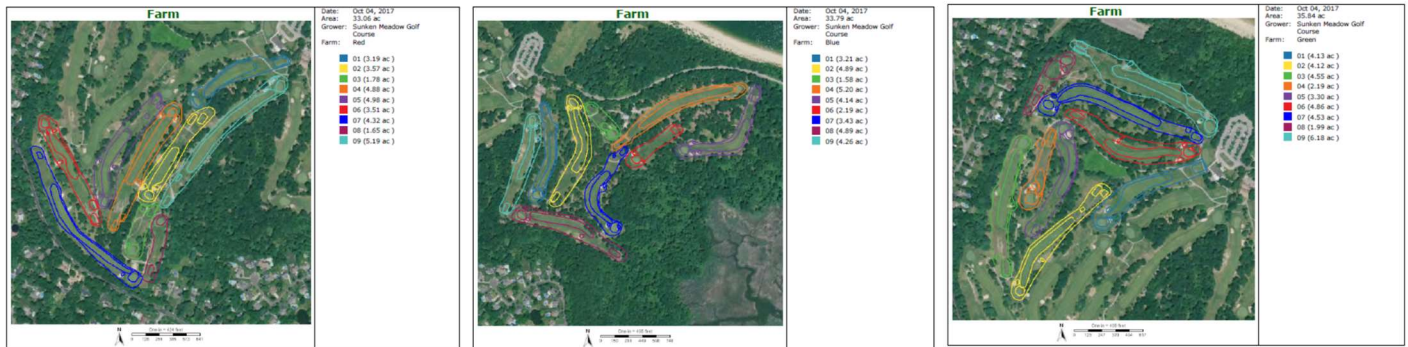 Farm
Date: Oct 04, 2017
Area: 33.06 ac
Grower: Sunken Meadow Golf
Course
Farm: Red
01 (3.19 ac )
02 (3.57 ac )
03 (1.78 ac )
04 (4.88 ac )
05 (4.98 ac )
06 (3.51 ac )
07 (4.32 ac )
08 (1.65 ac )
09 (5.19 ac )
N
Farm
Date: Oct 04, 2017
Area: 33.79 ac
Grower: Sunken Meadow Golf
Course
Farm: Blue
01 (3.21 ac )
02 (4.89 ac )
03 (1.58 ac )
04 (5.20 ac )
05 (4.14 ac )
06 (2.19 ac )
07 (3.43 ac )
08 (4.89 ac )
09 (4.26 ac )
N
Farm
Date: Oct 04, 2017
Area: 35.84 ac
Grower: Sunken Meadow Golf
Course
Farm: Green
01 (4.13 ac )
02 (4.12 ac )
03 (4.55 ac )
04 (2.19 ac )
05 (3.30 ac )
06 (4.86 ac )
07 (4.53 ac )
08 (1.99 ac )
09 (6.18 ac )
N